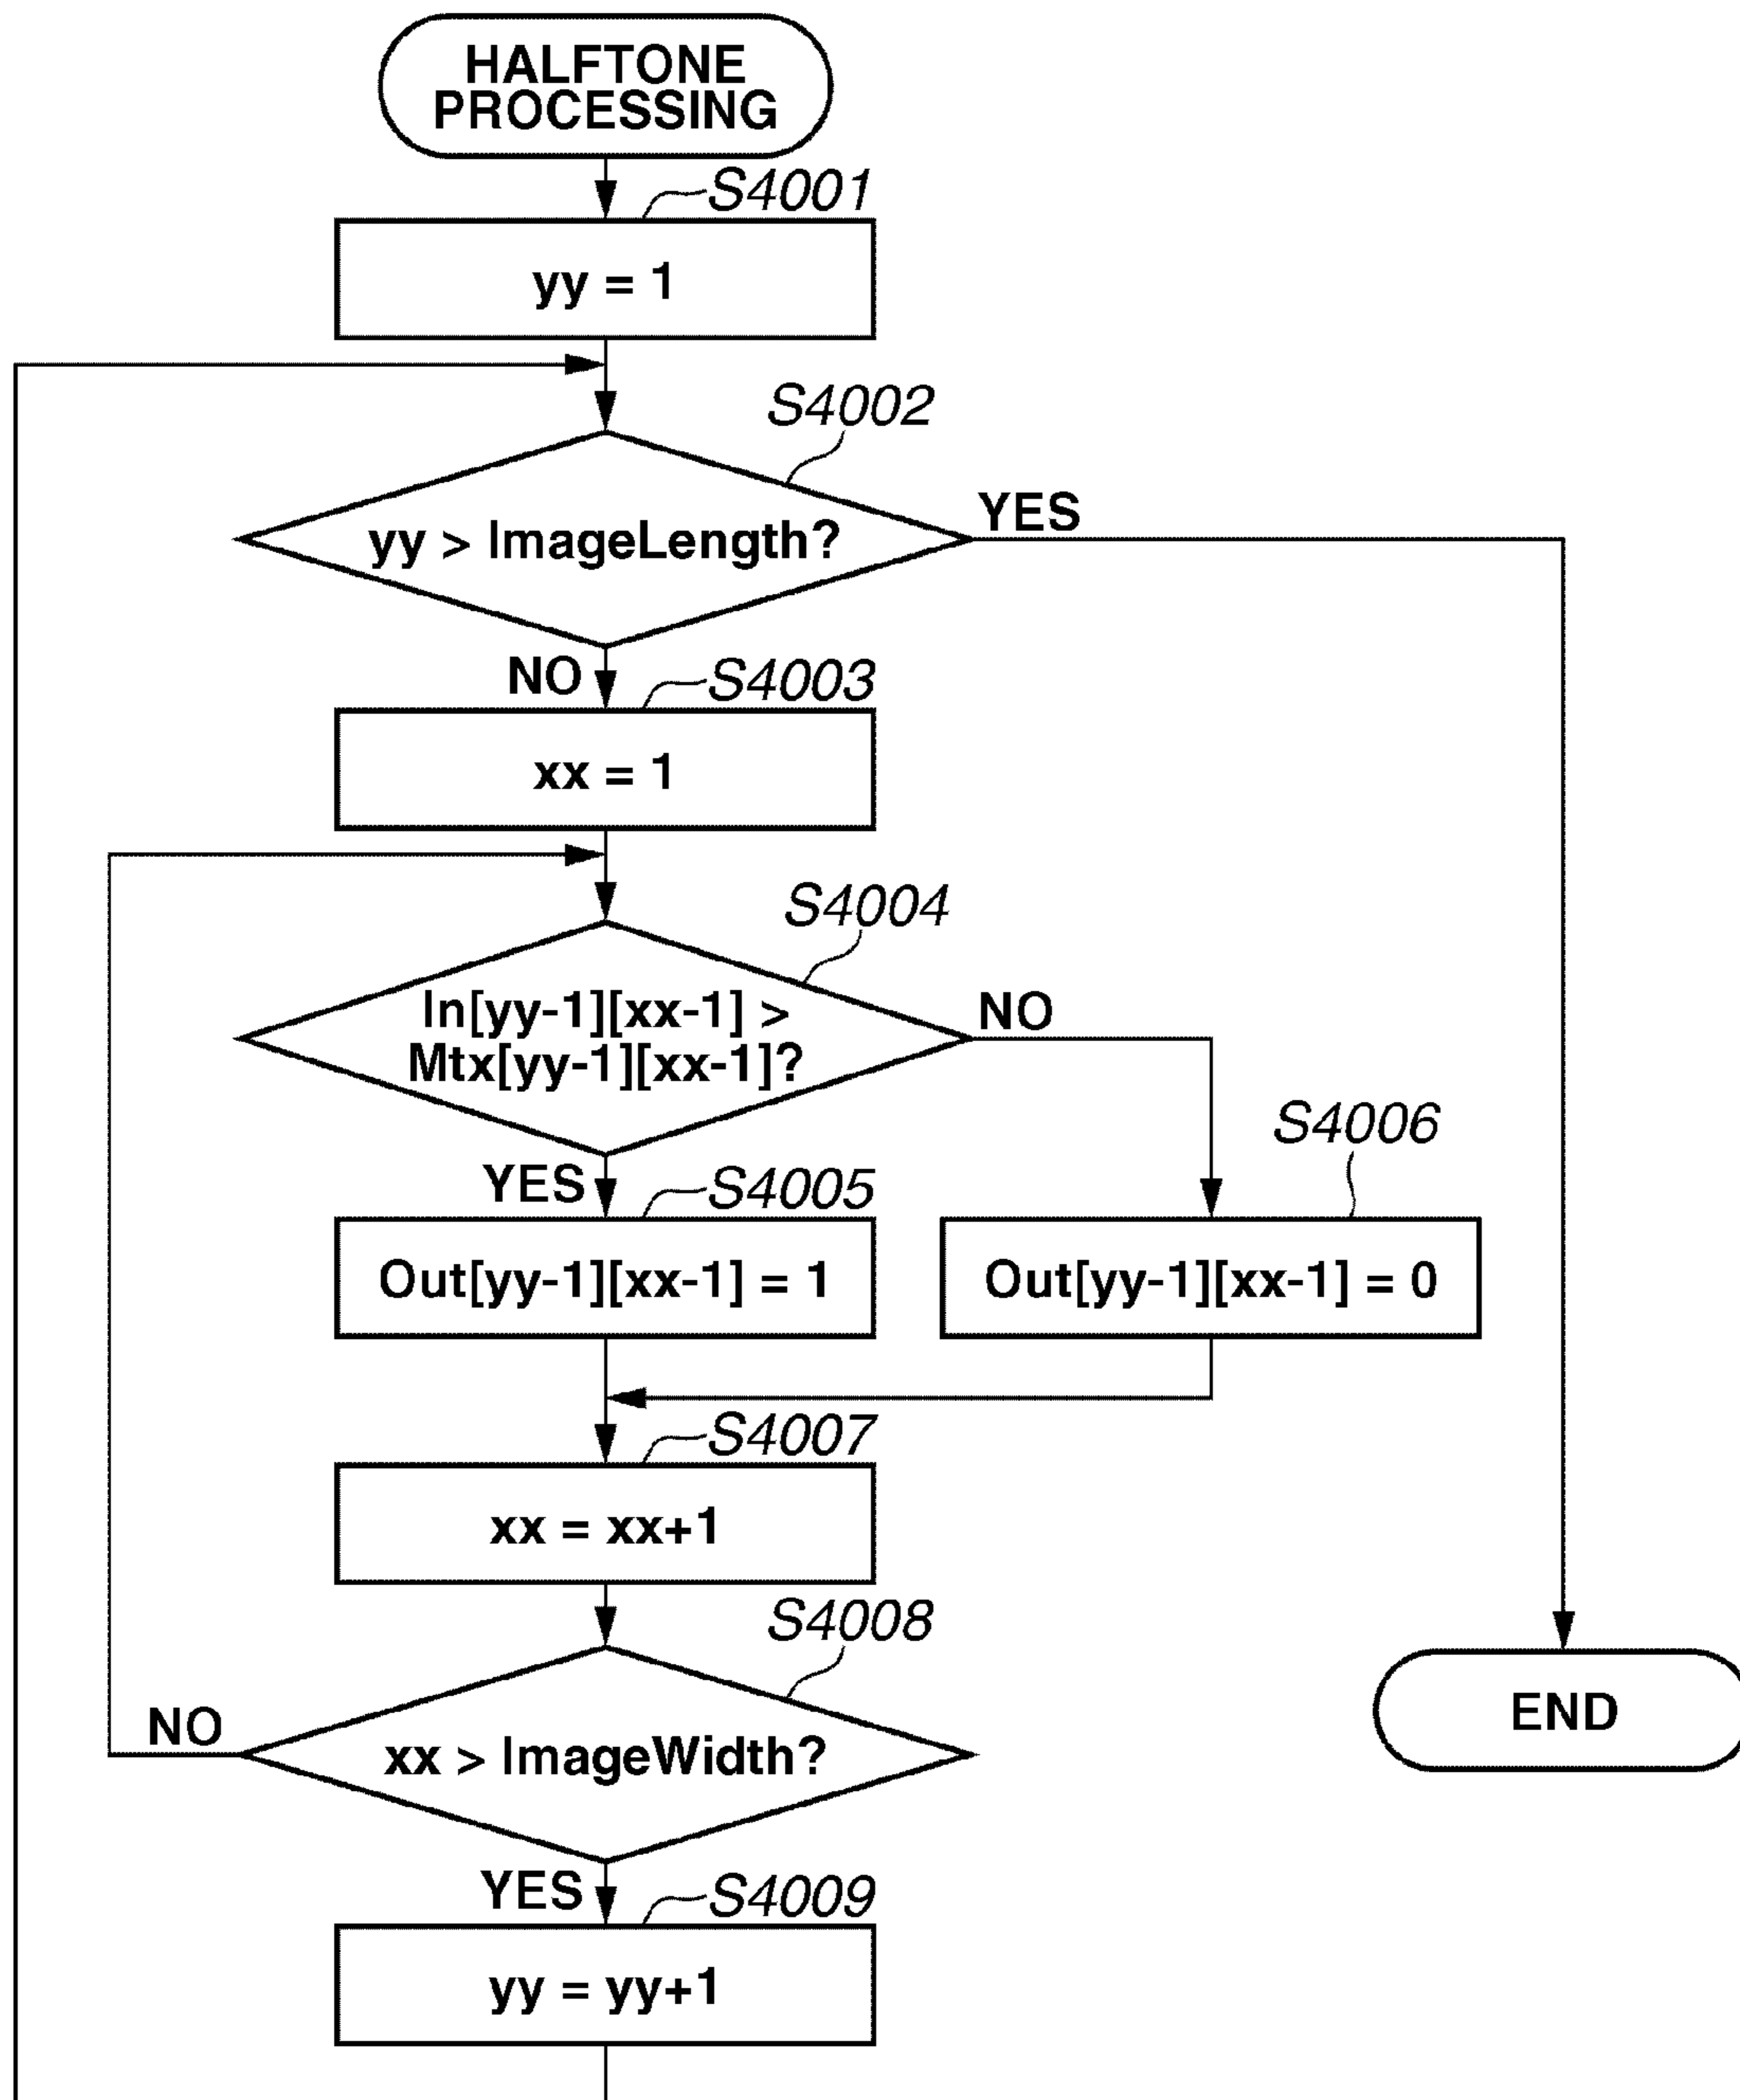 HALFTONE
PROCESSING
S4001
yy = 1
S4002
yy > ImageLength?
YES
NO
S4003
xx = 1
S4004
In[yy-1][xx-1] >
Mtx[yy-1][xx-1]?
NO
YES
S4005
S4006
Out[yy-1][xx-1] = 1
Out[yy-1][xx-1] = 0
S4007
xx = xx+1
S4008
xx > ImageWidth?
NO
END
YES
S4009
yy = yy+1